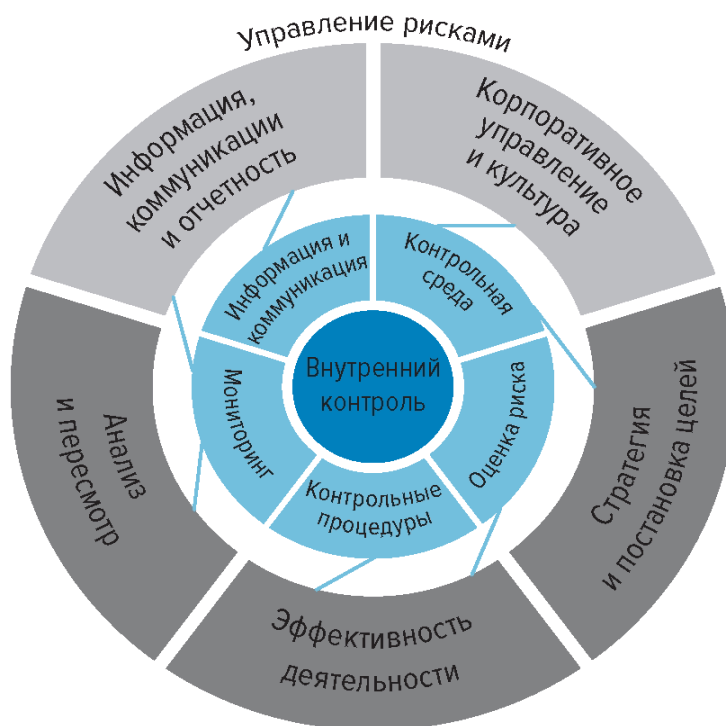 Управление рисками
Информация,
коммуникации
и отчетность
Корпоративное
управление
и культура
Стратегия
и постановка целей
Эффективность
деятельности
Анализ
и пересмотр
Информация и
коммуникация
Контрольная
среда
Оценка риска
Контрольные
процедуры
Мониторинг
Внутренний
контроль